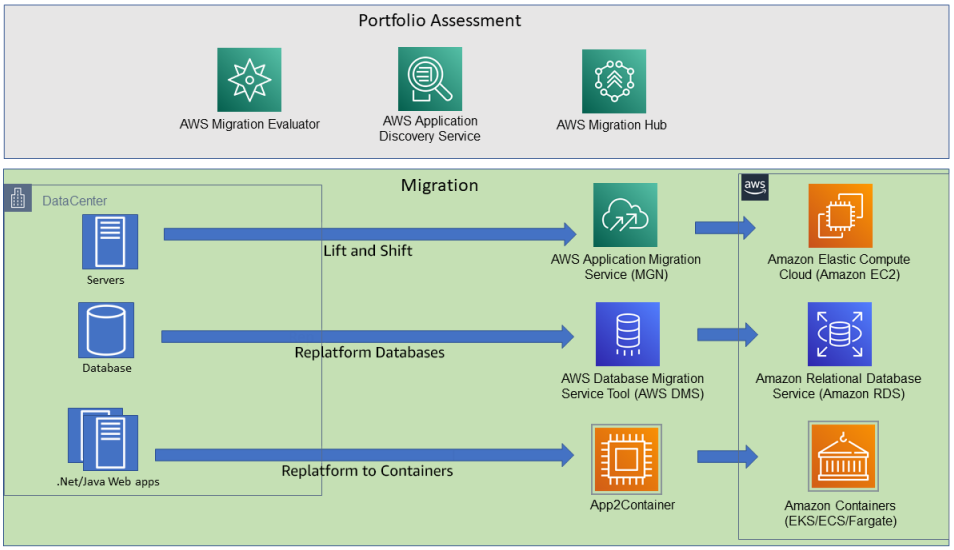 Portfolio Assessment
AWS Migration Evaluator
AWS Application
Discovery Service
AWS Migration Hub
Migration
DataCenter
aws
Servers
Lift and Shift
AWS Application Migration
Service (MGN)
Amazon Elastic Compute
Cloud (Amazon EC2)
Database
Replatform Databases
AWS Database Migration
Service Tool (AWS DMS)
Amazon Relational Database
Service (Amazon RDS)
.Net/Java Web apps
Replatform to Containers
App2Container
Amazon Containers
(EKS/ECS/Fargate)